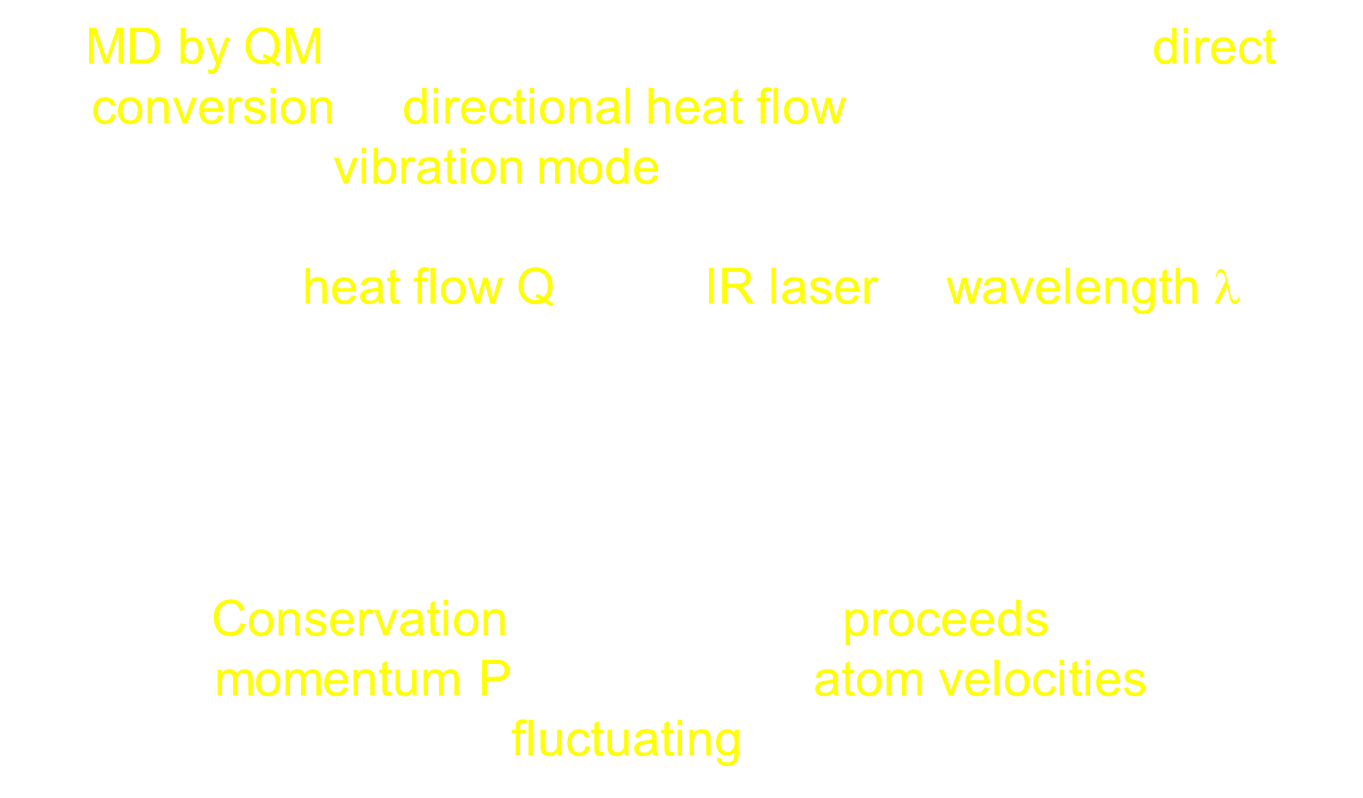 MD by QM direct
conversion directional heat flow
vibration mode
heat flow Q IR laser wavelength λ
Conservation proceeds
momentum P atom velocities
fluctuating